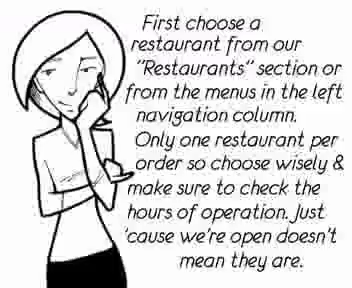 First choose a
restaurant from our
"Restaurants" section or
from the menus in the left
navigation column.
Only one restaurant per
order so choose wisely &
make sure to check the
hours of operation. Just
'cause we're open doesn't
mean they are.